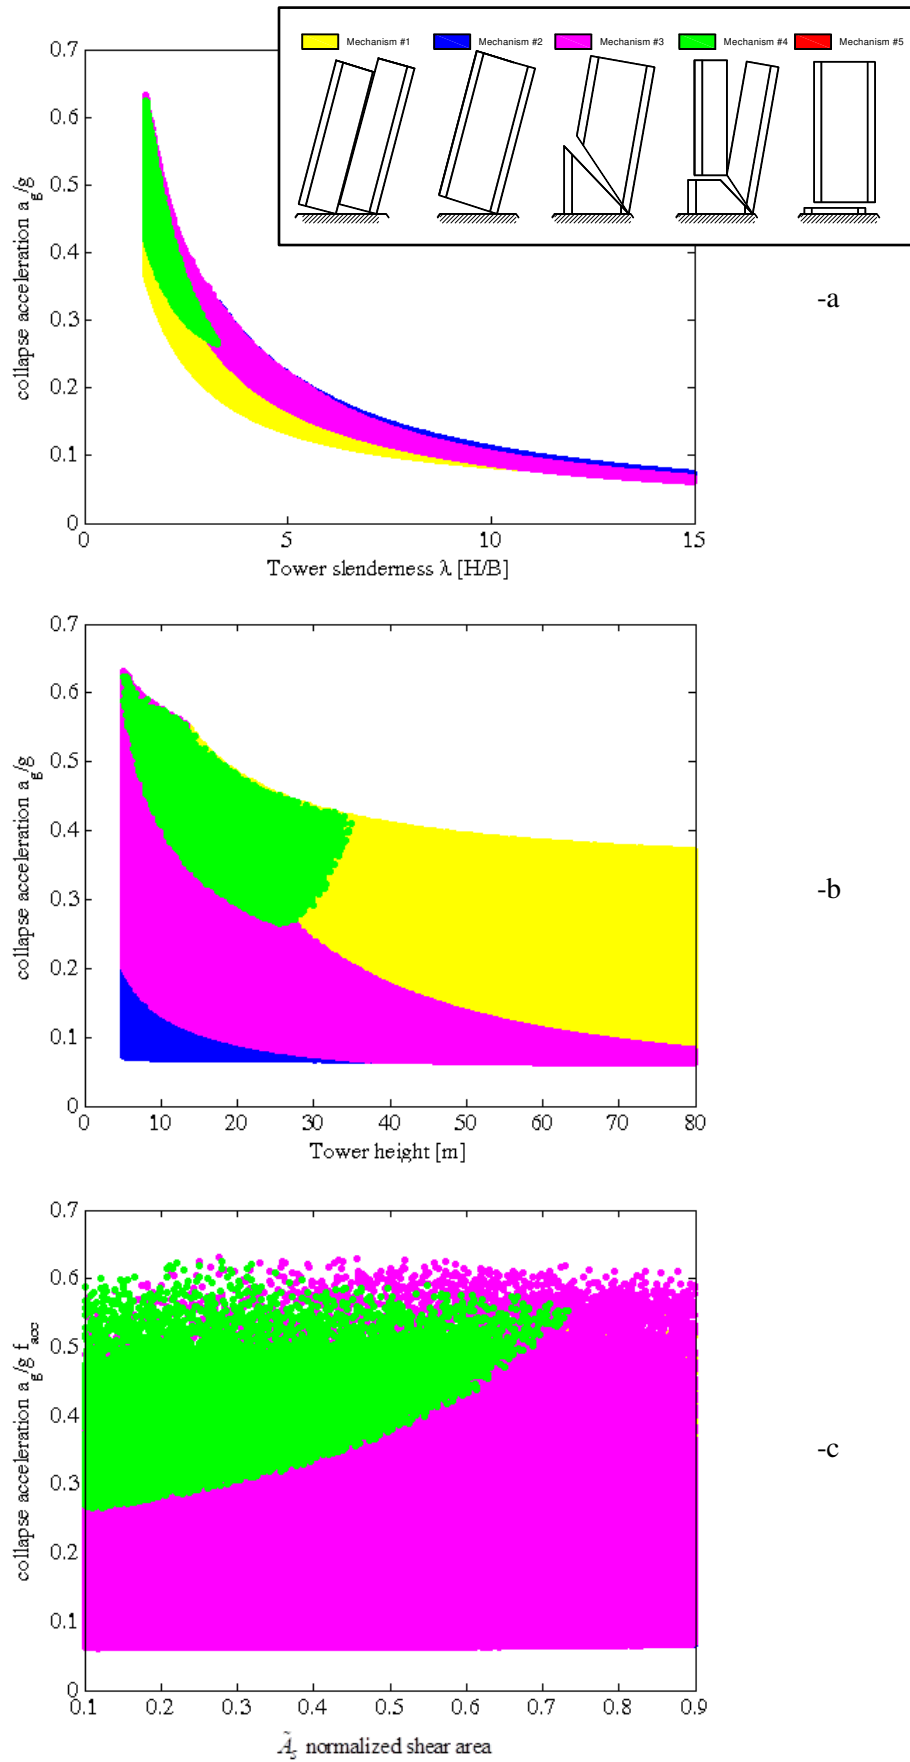 Mechanism #1 Mechanism #2 Mechanism #3 Mechanism #4 Mechanism #5
0.7
0.6
0.5
0.4
0.3
0.2
0.1
0
collapse acceleration a_g/g
0 5 10 15
Tower slenderness λ [H/B]
-a
0.7
0.6
0.5
0.4
0.3
0.2
0.1
0
collapse acceleration a_g/g
0 10 20 30 40 50 60 70 80
Tower height [m]
-b
0.7
0.6
0.5
0.4
0.3
0.2
0.1
0
collapse acceleration a_g/g f_acc
0.1 0.2 0.3 0.4 0.5 0.6 0.7 0.8 0.9
Ã_s normalized shear area
-c